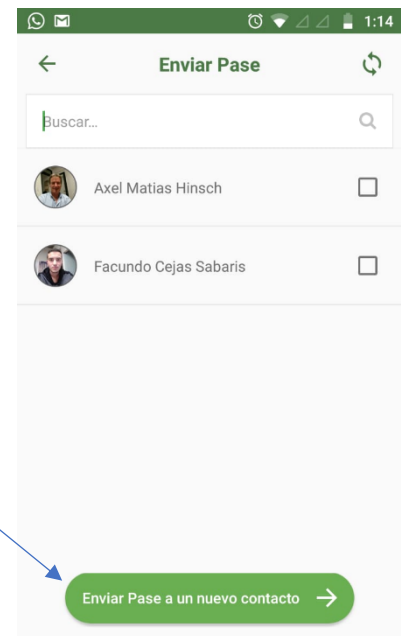 1:14
Enviar Pase
Buscar...
Axel Matias Hinsch
Facundo Cejas Sabaris
Enviar Pase a un nuevo contacto